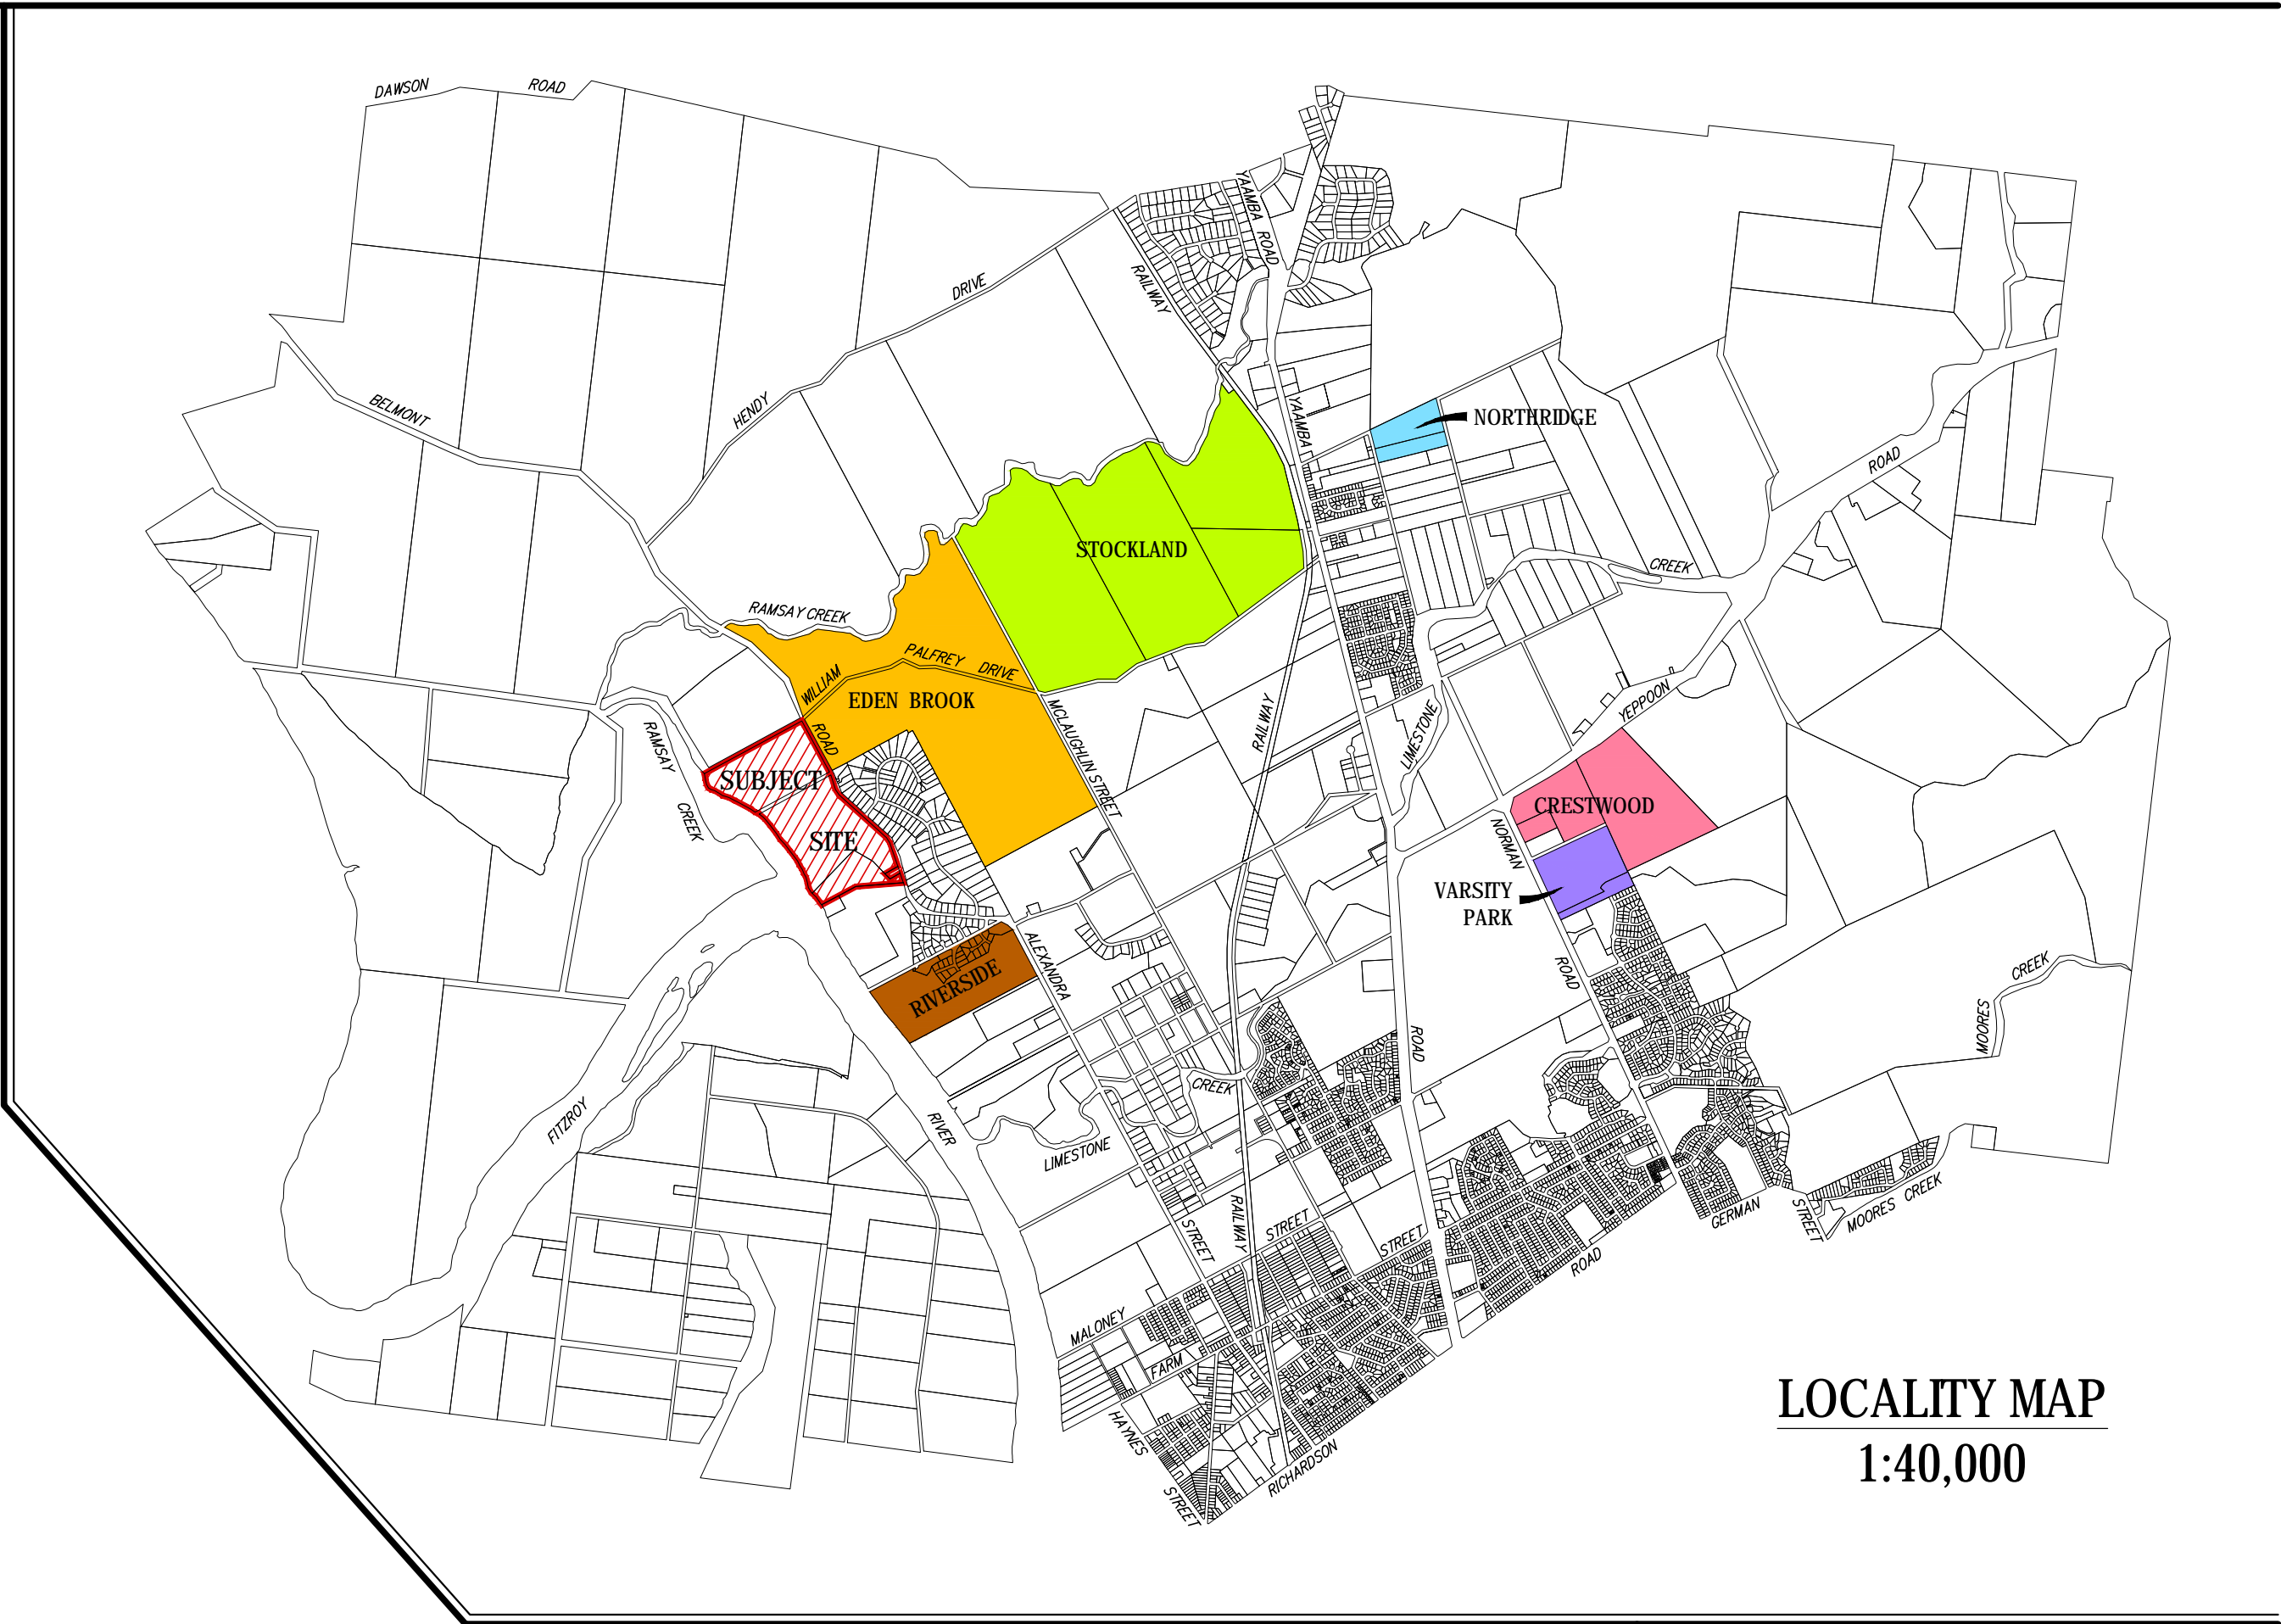 DAWSON ROAD
YAAMBA ROAD
RAILWAY
HENDY DRIVE
BELMONT
YAAMBA
NORTHRIDGE
ROAD
STOCKLAND
CREEK
RAMSAY CREEK
WILLIAM PALFREY DRIVE
EDEN BROOK
ROAD
MCLAUGHLIN STREET
RAILWAY
LIMESTONE
YEPPOON
RAMSAY
CREEK
SUBJECT
SITE
CRESTWOOD
NORMAN
VARSITY
PARK
ROAD
ALEXANDRA
RIVERSIDE
CREEK
MOORES
ROAD
CREEK
FITZROY
RIVER
LIMESTONE
RAILWAY
STREET
STREET
STREET
GERMAN
STREET
MOORES CREEK
ROAD
MALONEY
FARM
HAYNES
STREET
RICHARDSON
LOCALITY MAP
1:40,000